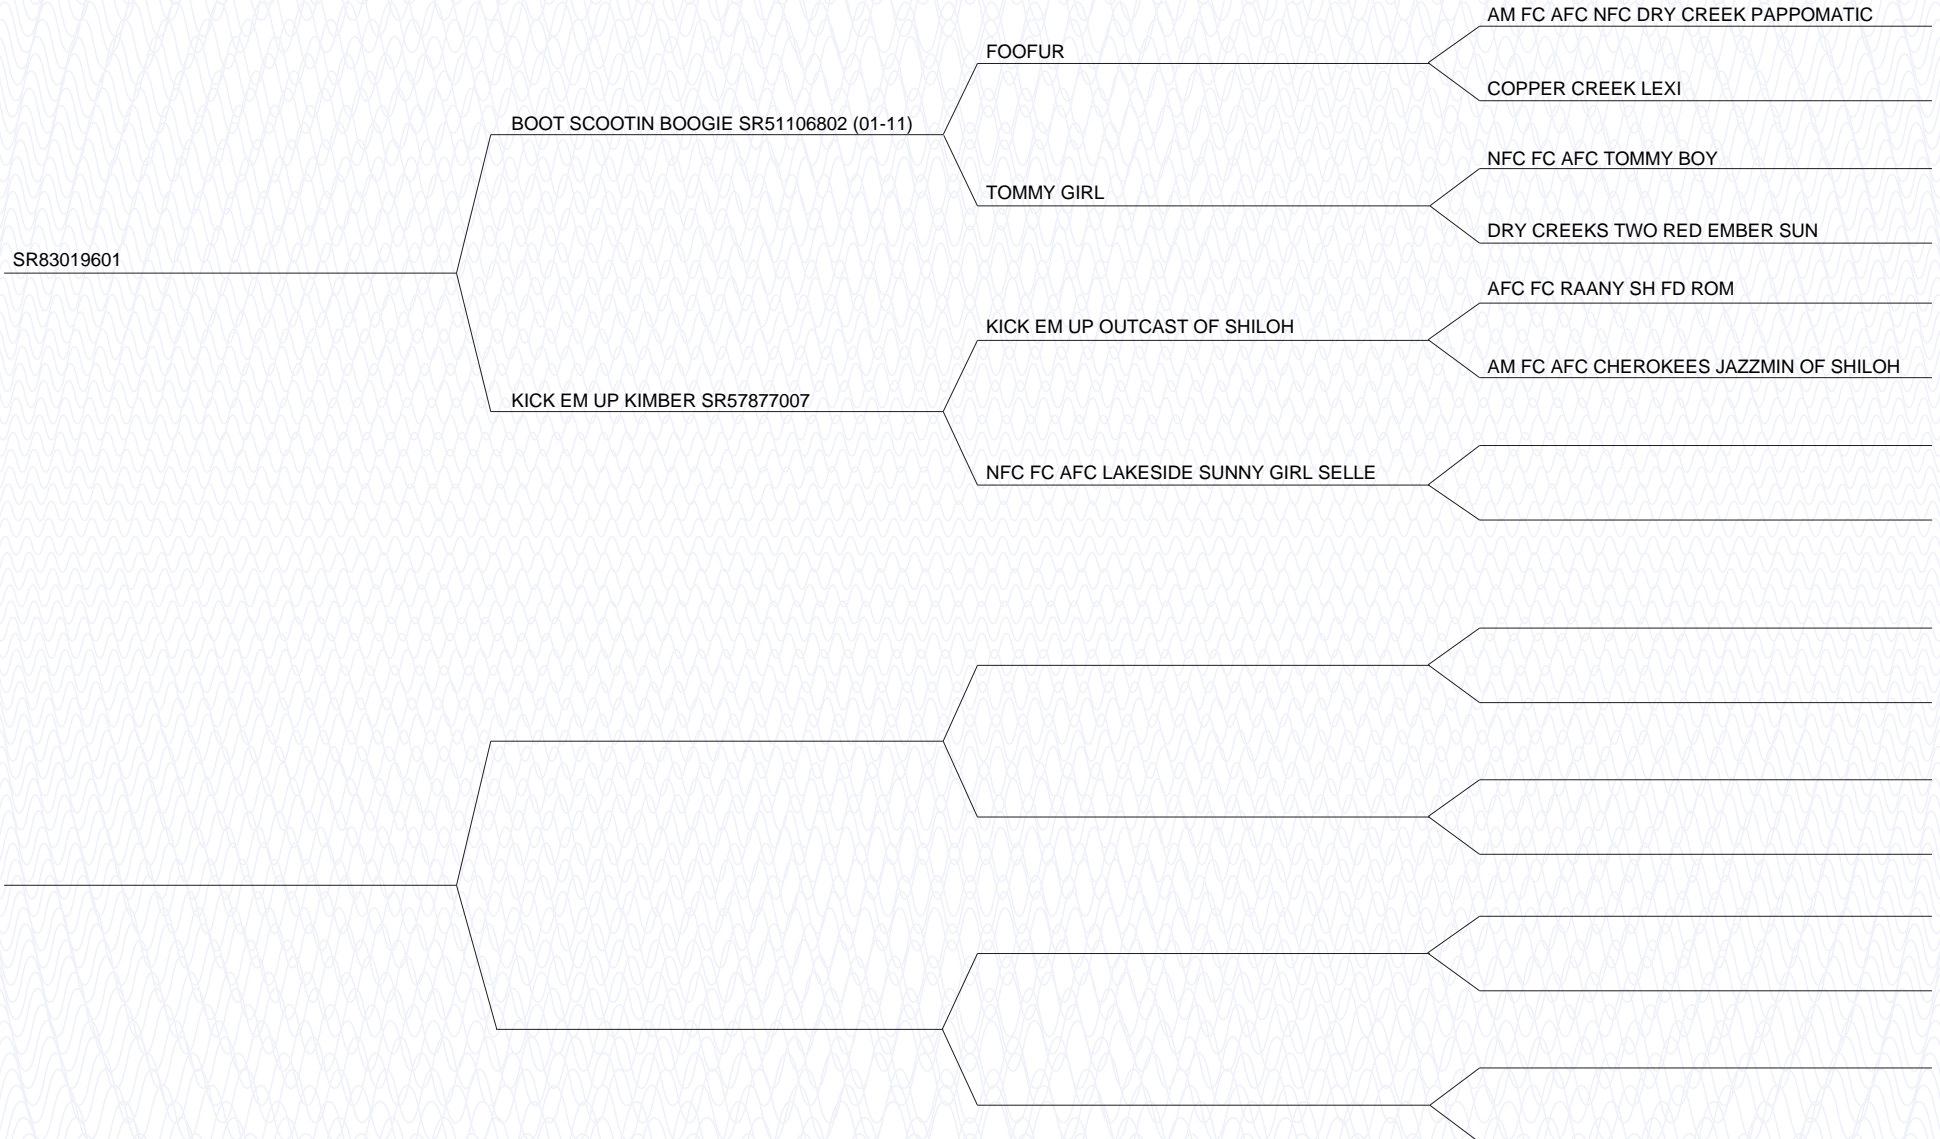 AM FC AFC NFC DRY CREEK PAPPOMATIC
FOOFUR
COPPER CREEK LEXI
BOOT SCOOTIN BOOGIE SR51106802 (01-11)
NFC FC AFC TOMMY BOY
TOMMY GIRL
DRY CREEKS TWO RED EMBER SUN
SR83019601
AFC FC RAANY SH FD ROM
KICK EM UP OUTCAST OF SHILOH
AM FC AFC CHEROKEES JAZZMIN OF SHILOH
KICK EM UP KIMBER SR57877007
NFC FC AFC LAKESIDE SUNNY GIRL SELLE